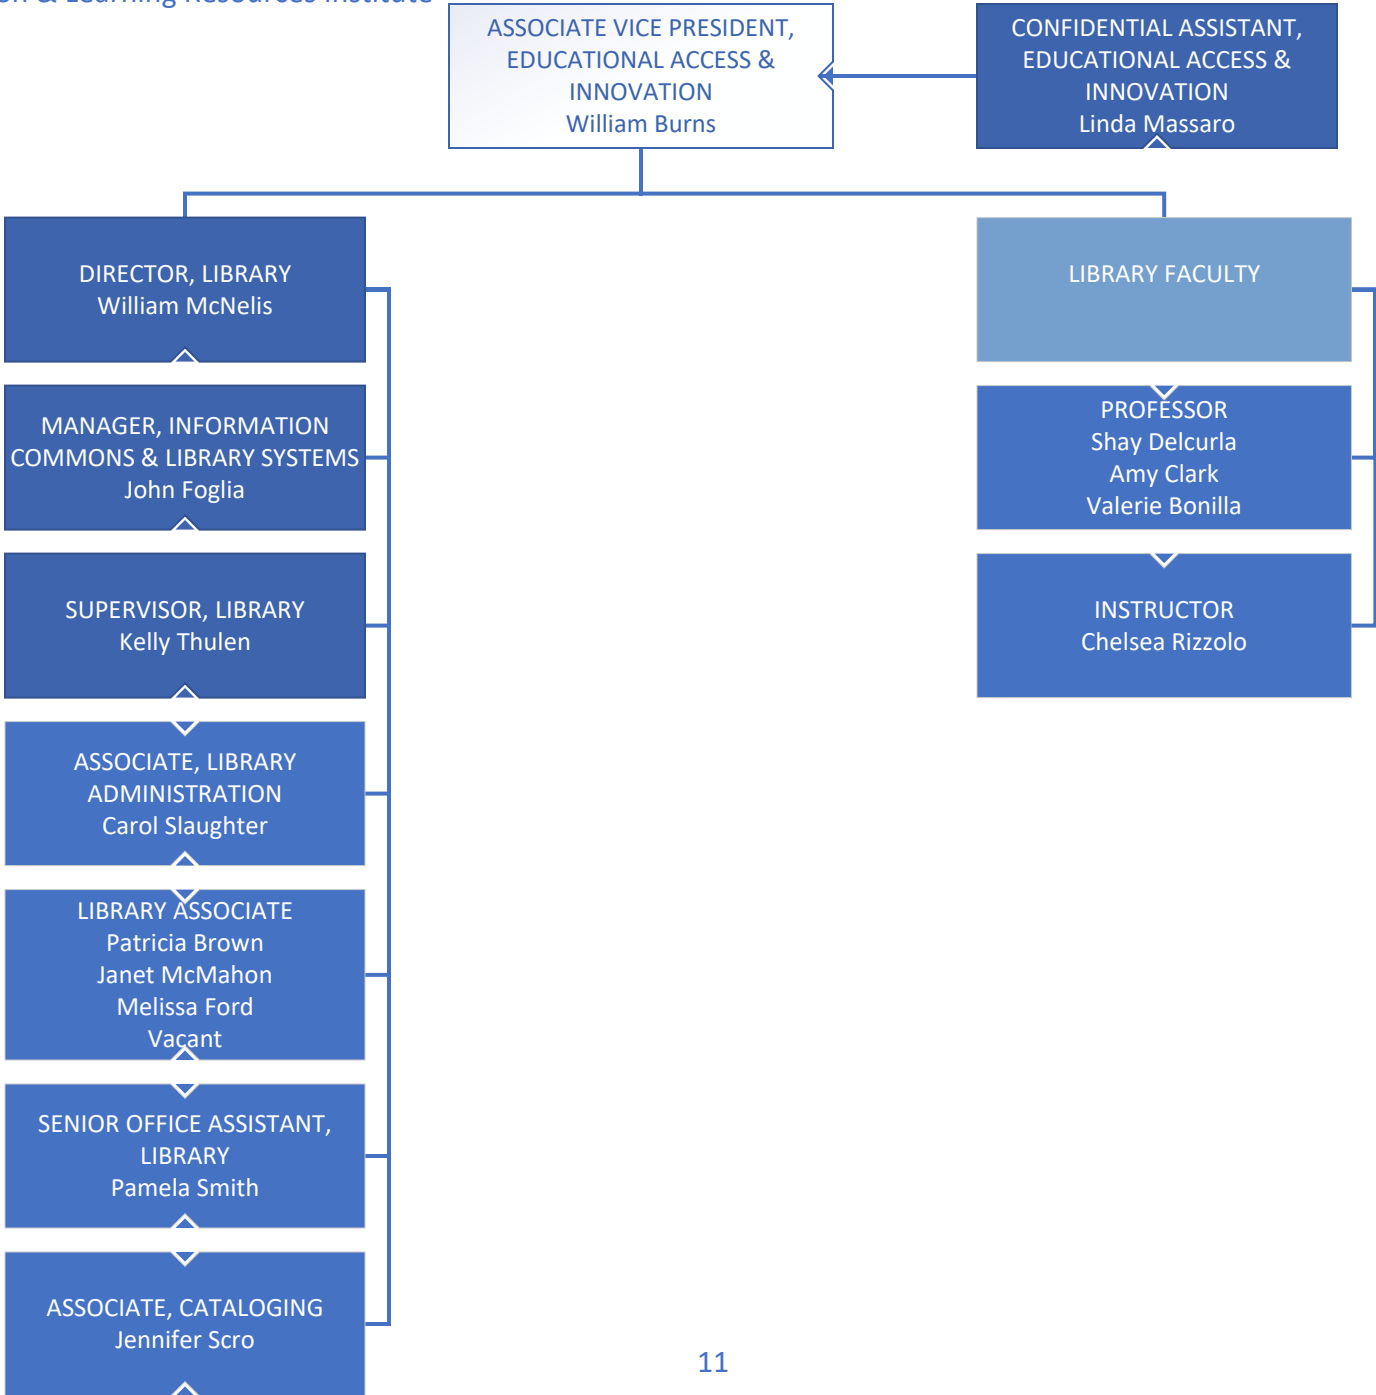 & Learning Resources Institute
ASSOCIATE VICE PRESIDENT,
EDUCATIONAL ACCESS &
INNOVATION
William Burns
CONFIDENTIAL ASSISTANT,
EDUCATIONAL ACCESS &
INNOVATION
Linda Massaro
DIRECTOR, LIBRARY
William McNelis
MANAGER, INFORMATION
COMMONS & LIBRARY SYSTEMS
John Foglia
SUPERVISOR, LIBRARY
Kelly Thulen
ASSOCIATE, LIBRARY
ADMINISTRATION
Carol Slaughter
LIBRARY ASSOCIATE
Patricia Brown
Janet McMahon
Melissa Ford
Vacant
SENIOR OFFICE ASSISTANT,
LIBRARY
Pamela Smith
ASSOCIATE, CATALOGING
Jennifer Scro
LIBRARY FACULTY
PROFESSOR
Shay Delcurla
Amy Clark
Valerie Bonilla
INSTRUCTOR
Chelsea Rizzolo
11